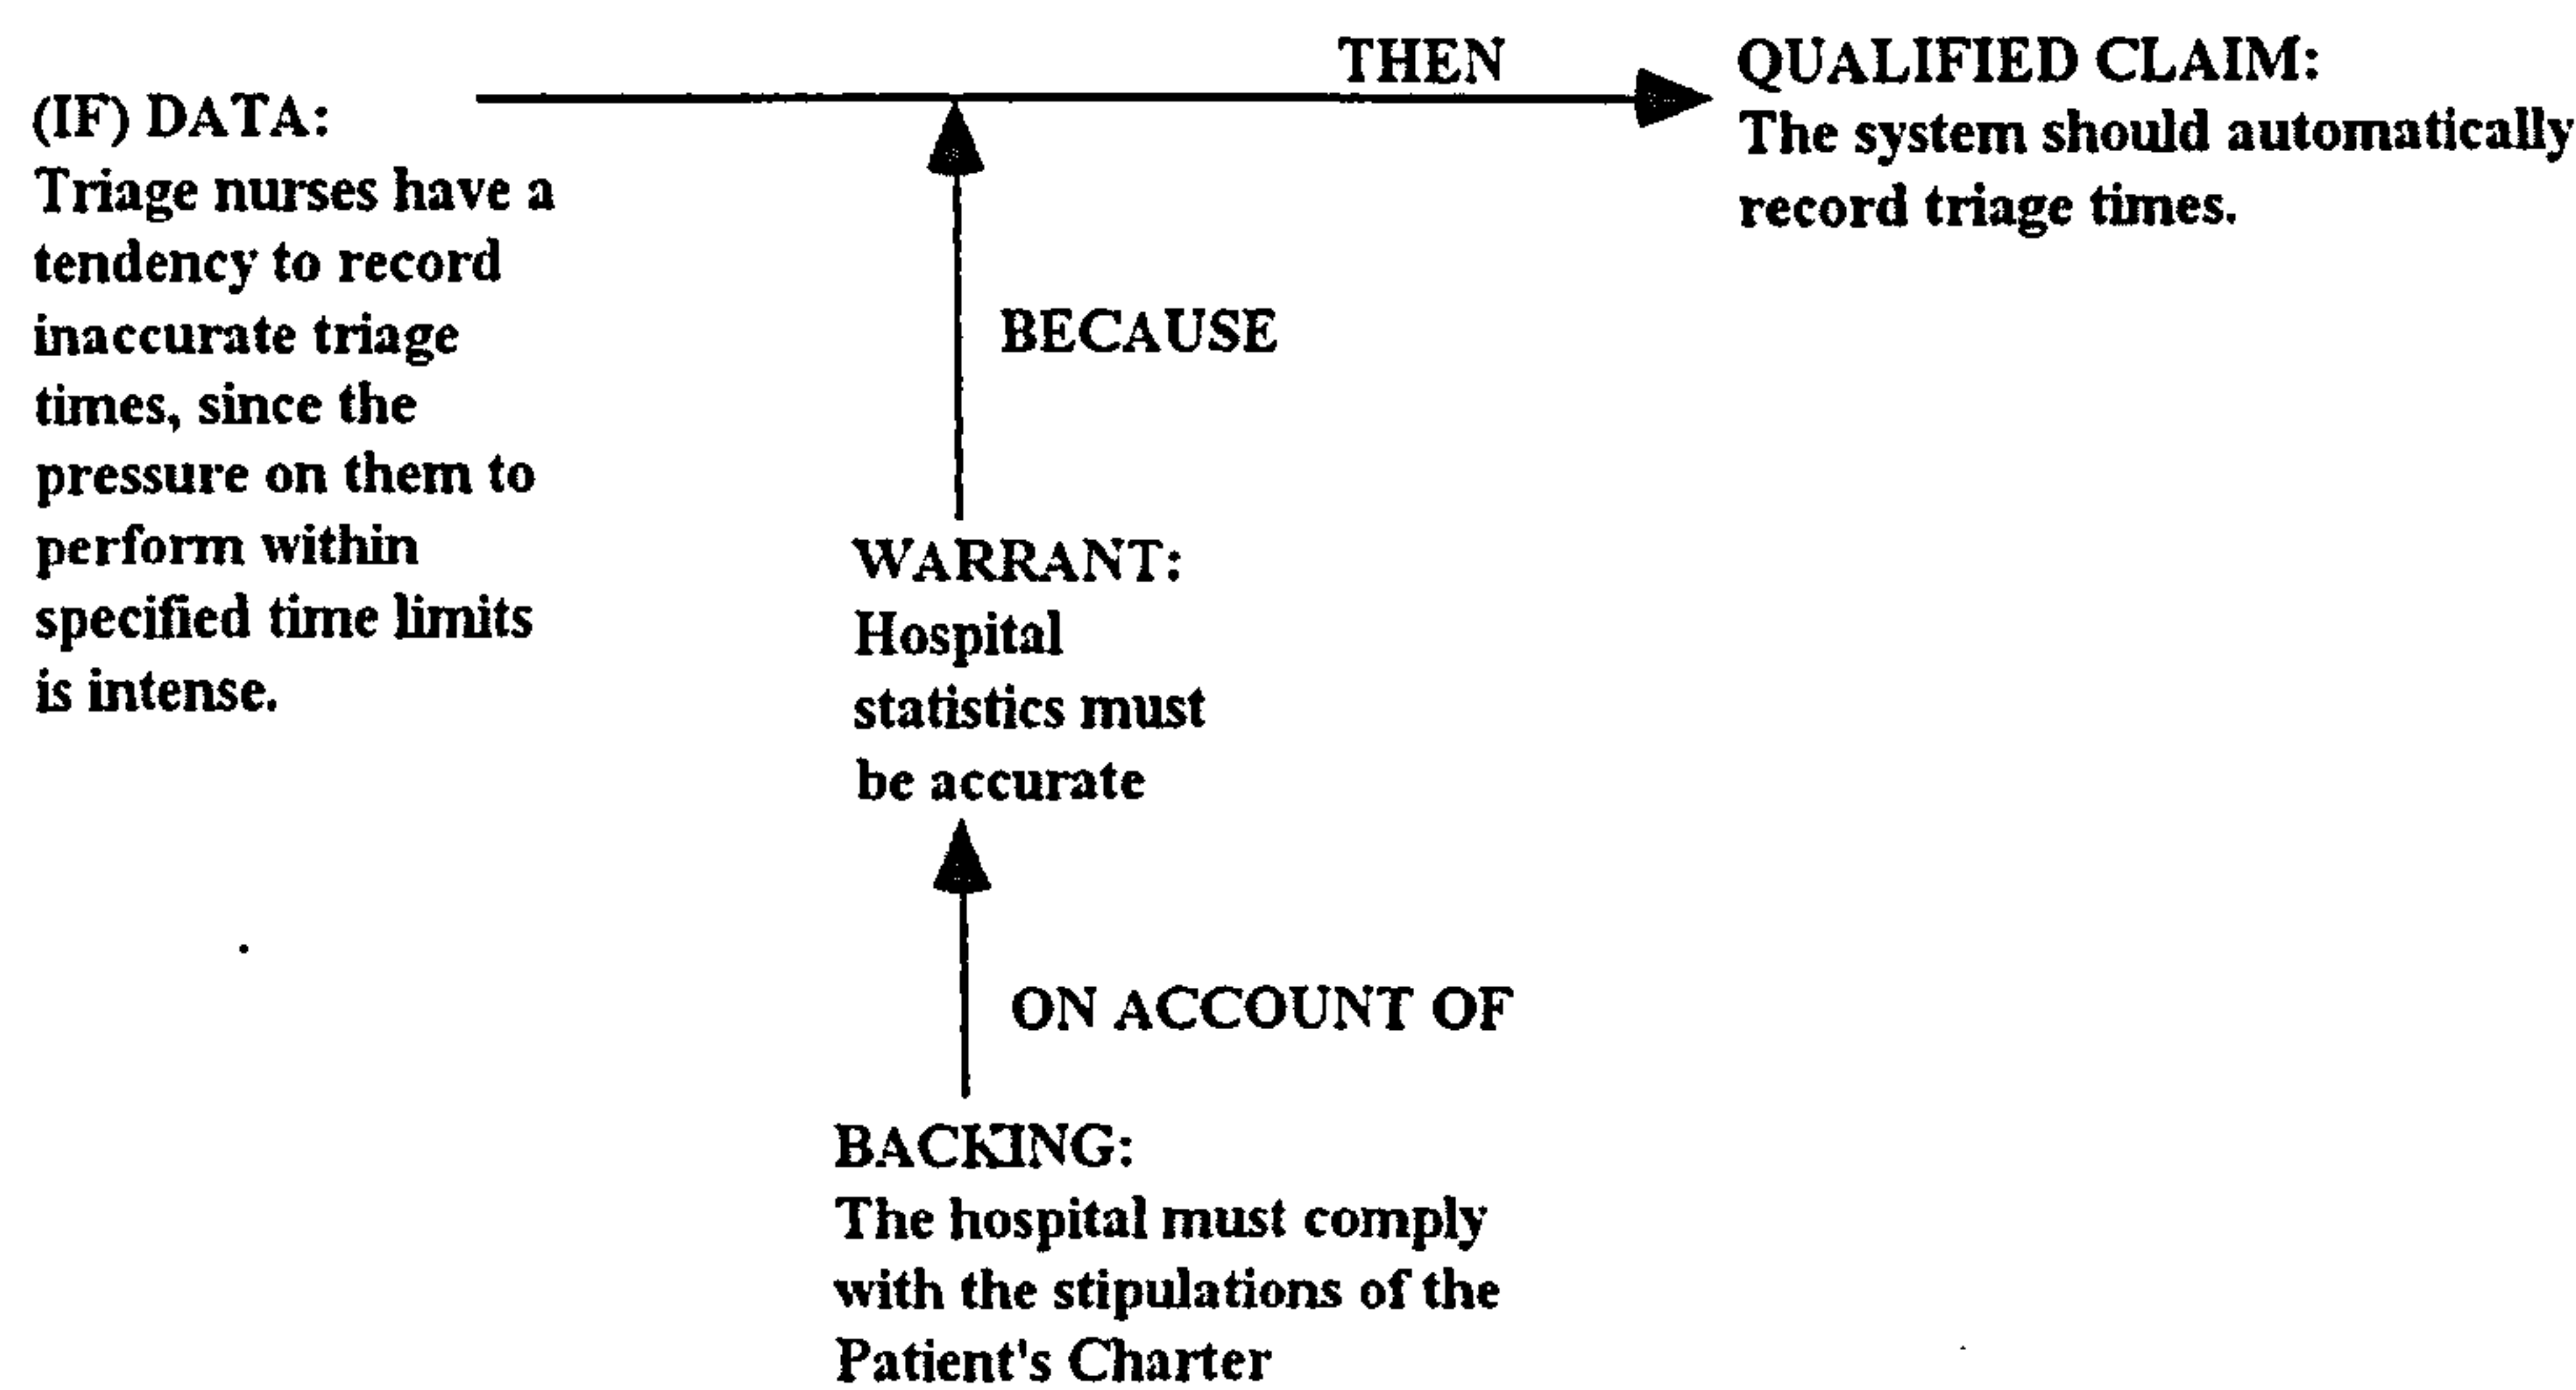 (IF) DATA:
Triage nurses have a
tendency to record
inaccurate triage
times, since the
pressure on them to
perform within
specified time limits
is intense.
THEN
QUALIFIED CLAIM:
The system should automatically
record triage times.
BECAUSE
WARRANT:
Hospital
statistics must
be accurate
ON ACCOUNT OF
BACKING:
The hospital must comply
with the stipulations of the
Patient's Charter